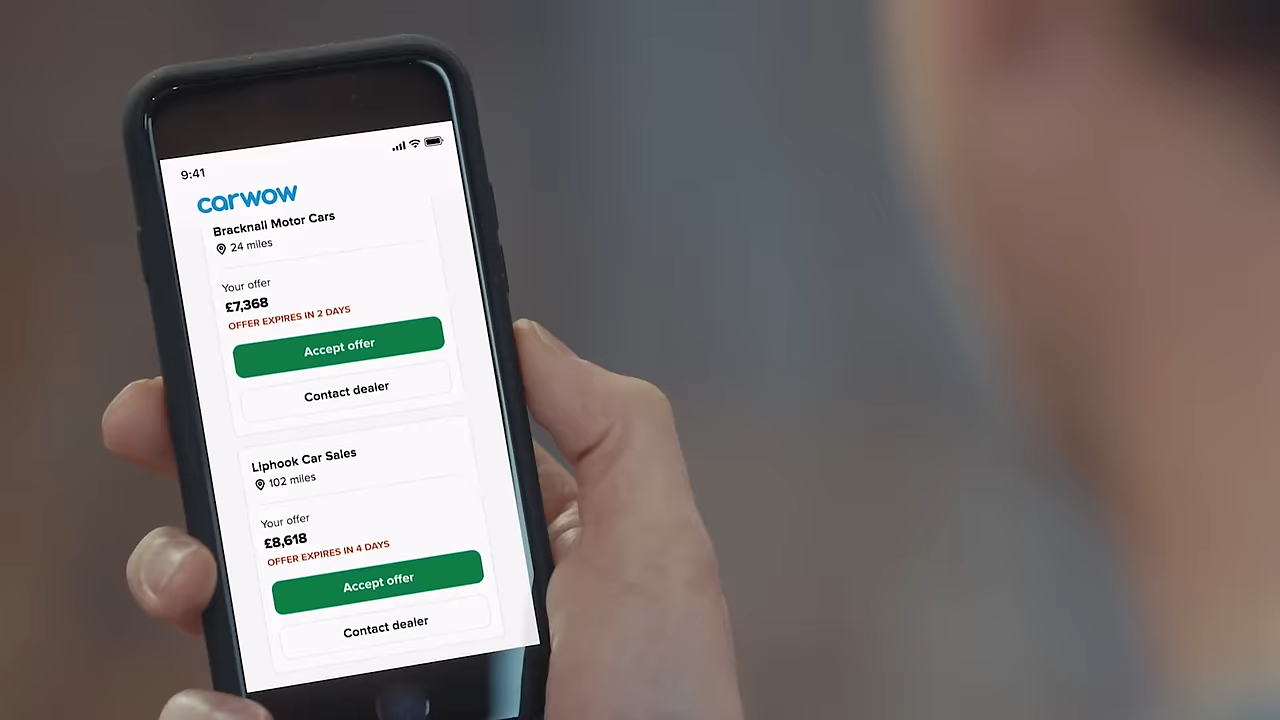 9:41
carwow
Bracknall Motor Cars
24 miles
Your offer
£7,368
OFFER EXPIRES IN 2 DAYS
Accept offer
Contact dealer
Liphook Car Sales
102 miles
Your offer
£8,618
OFFER EXPIRES IN 4 DAYS
Accept offer
Contact dealer